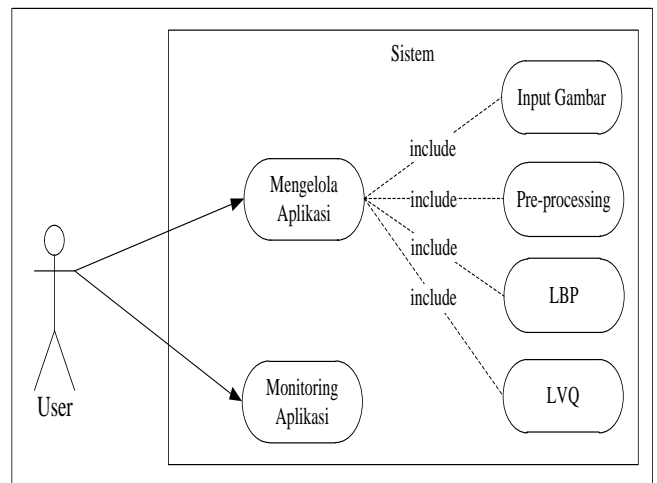 Sistem
Input Gambar
include
Mengelola
Aplikasi
include
Pre-processing
include
LBP
include
LVQ
Monitoring
Aplikasi
User